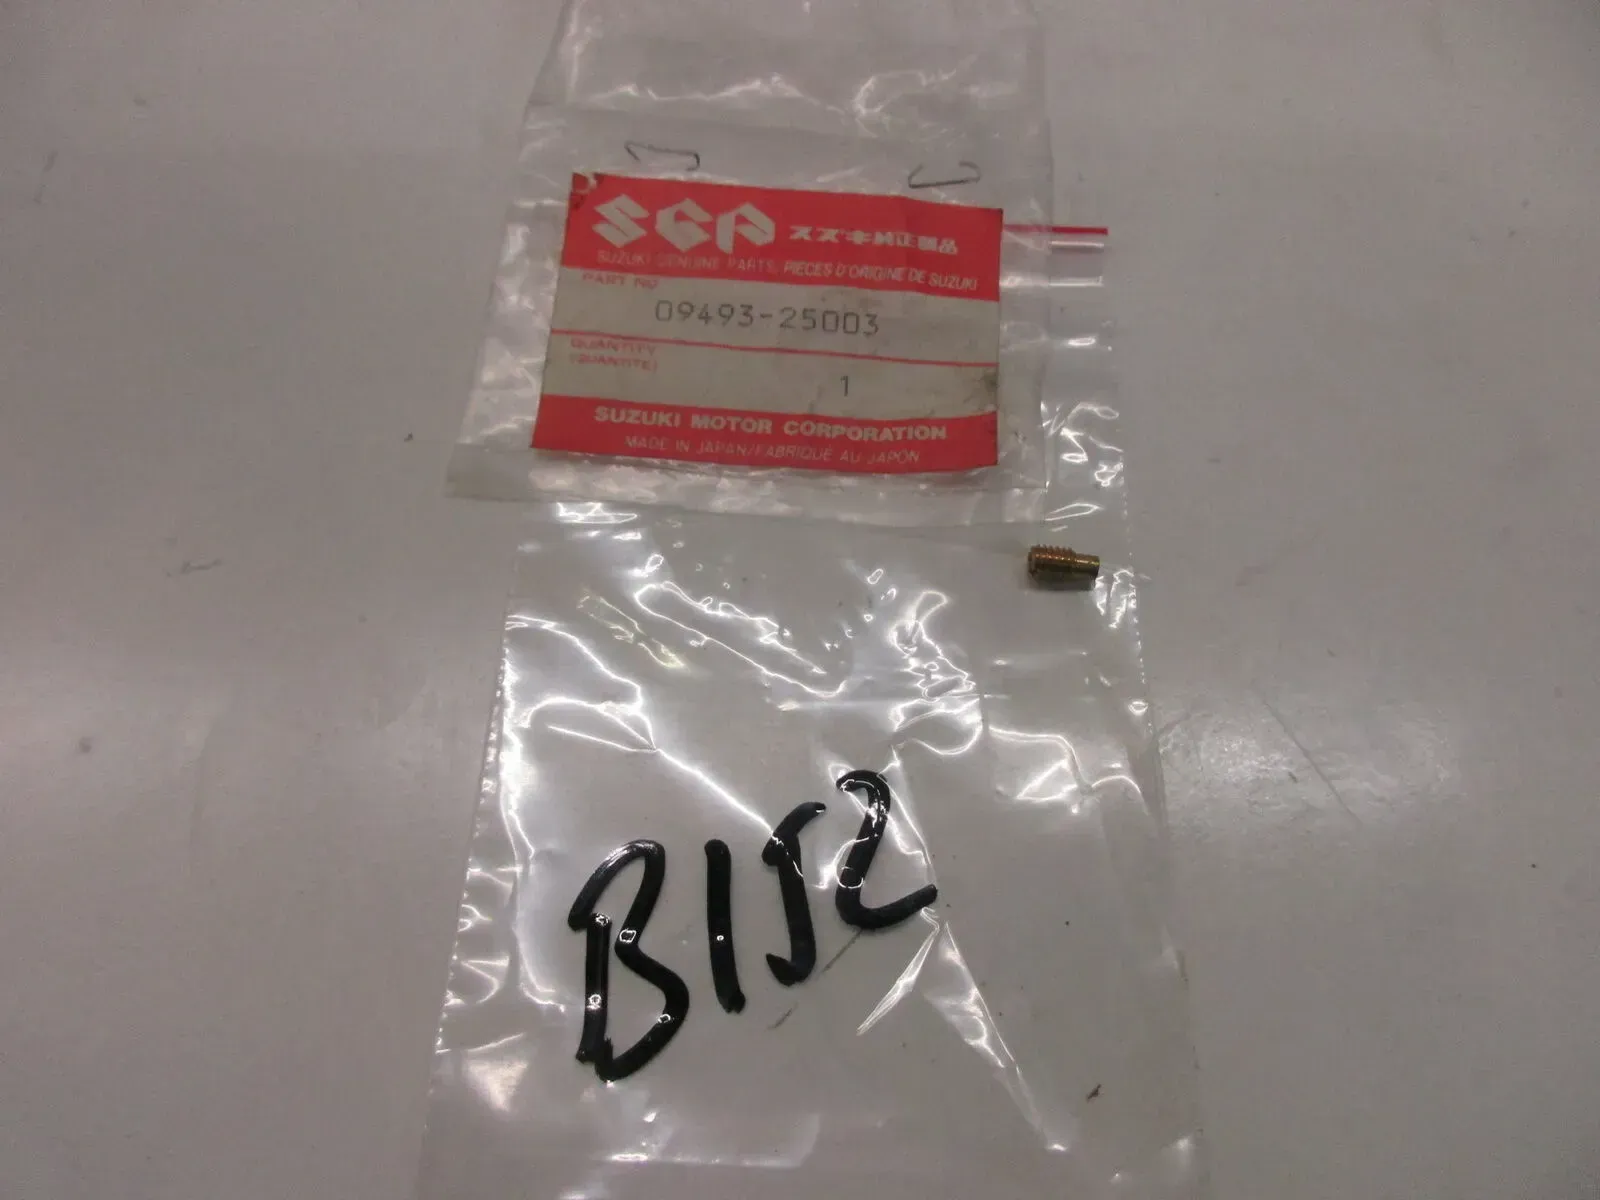 SGP スズキ純正部品
SUZUKI GENUINE PARTS, PIECES D'ORIGINE DE SUZUKI
PART NO
09493-25003
QUANTITY
(QUANTITE)
1
SUZUKI MOTOR CORPORATION
MADE IN JAPAN/FABRIQUÉ AU JAPON
B152